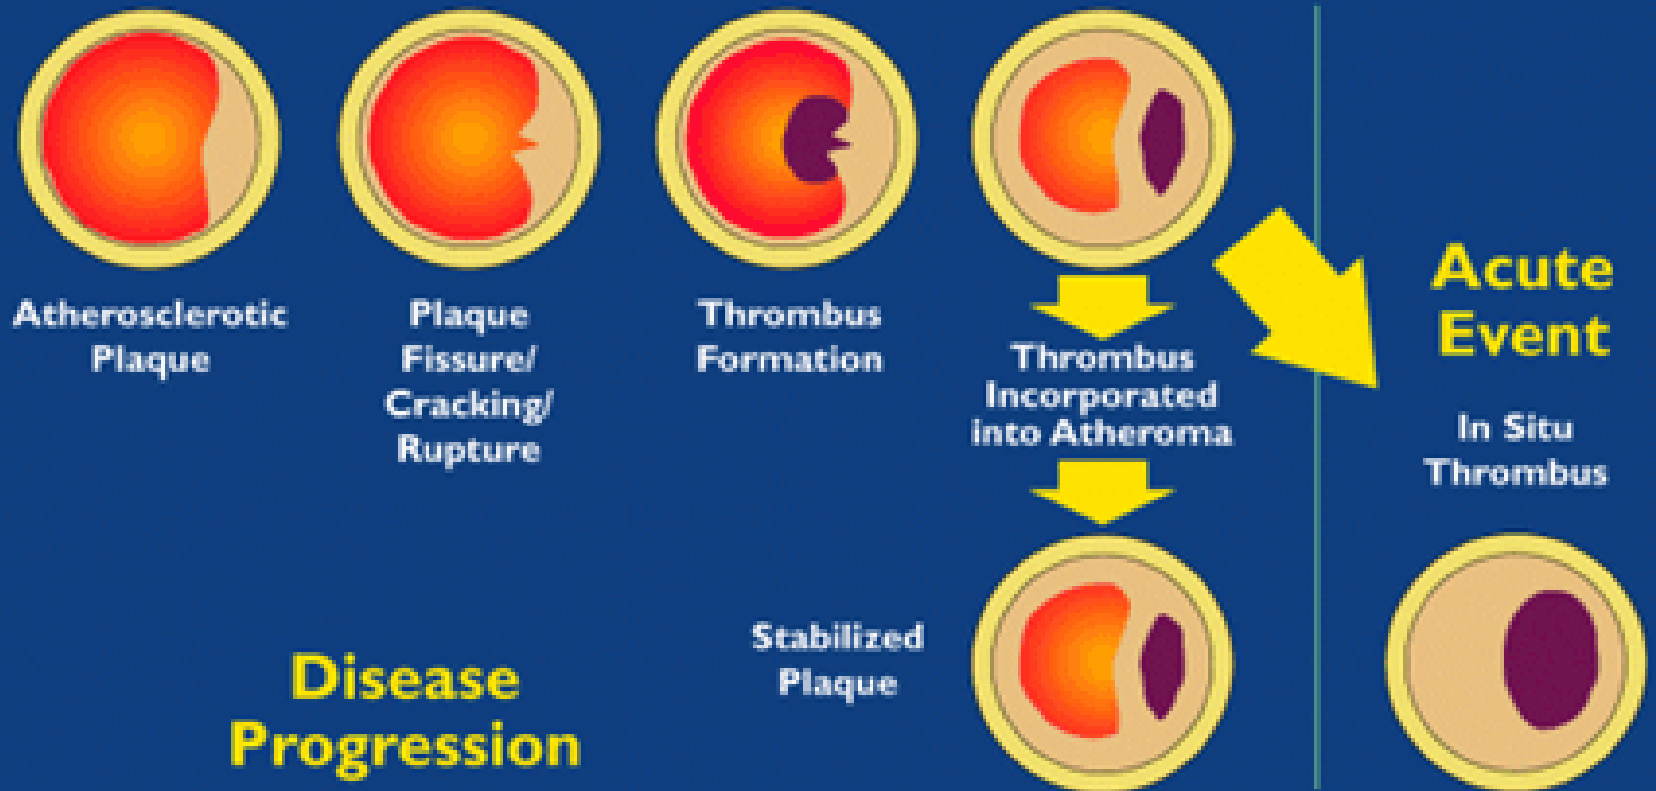 Atherosclerotic
Plaque
Plaque
Fissure/
Cracking/
Rupture
Thrombus
Formation
Thrombus
Incorporated
into Atheroma
Acute
Event
In Situ
Thrombus
Stabilized
Plaque
Disease
Progression